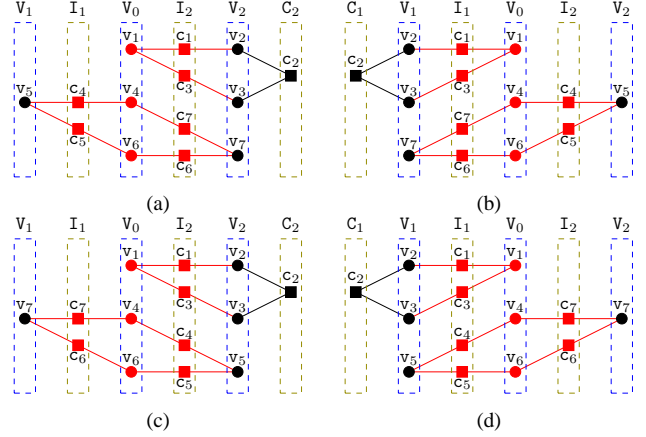 V₁ I₁ V₀ I₂ V₂ C₂ C₁ V₁ I₁ V₀ I₂ V₂
v₁ c₁ v₂ v₂ c₁ v₁
c₂ c₂
c₃ c₃
v₅ c₄ v₄ v₃ v₃ v₄ c₄ v₅
c₇ c₇
c₅ c₅
v₆ v₇ v₇ v₆
c₆ c₆
(a) (b)
V₁ I₁ V₀ I₂ V₂ C₂ C₁ V₁ I₁ V₀ I₂ V₂
v₁ c₁ v₂ v₂ c₁ v₁
c₂ c₂
c₃ c₃
v₇ c₇ v₄ v₃ v₃ v₄ c₇ v₇
c₄ c₄
c₆ c₆
v₆ v₅ v₅ v₆
c₅ c₅
(c) (d)